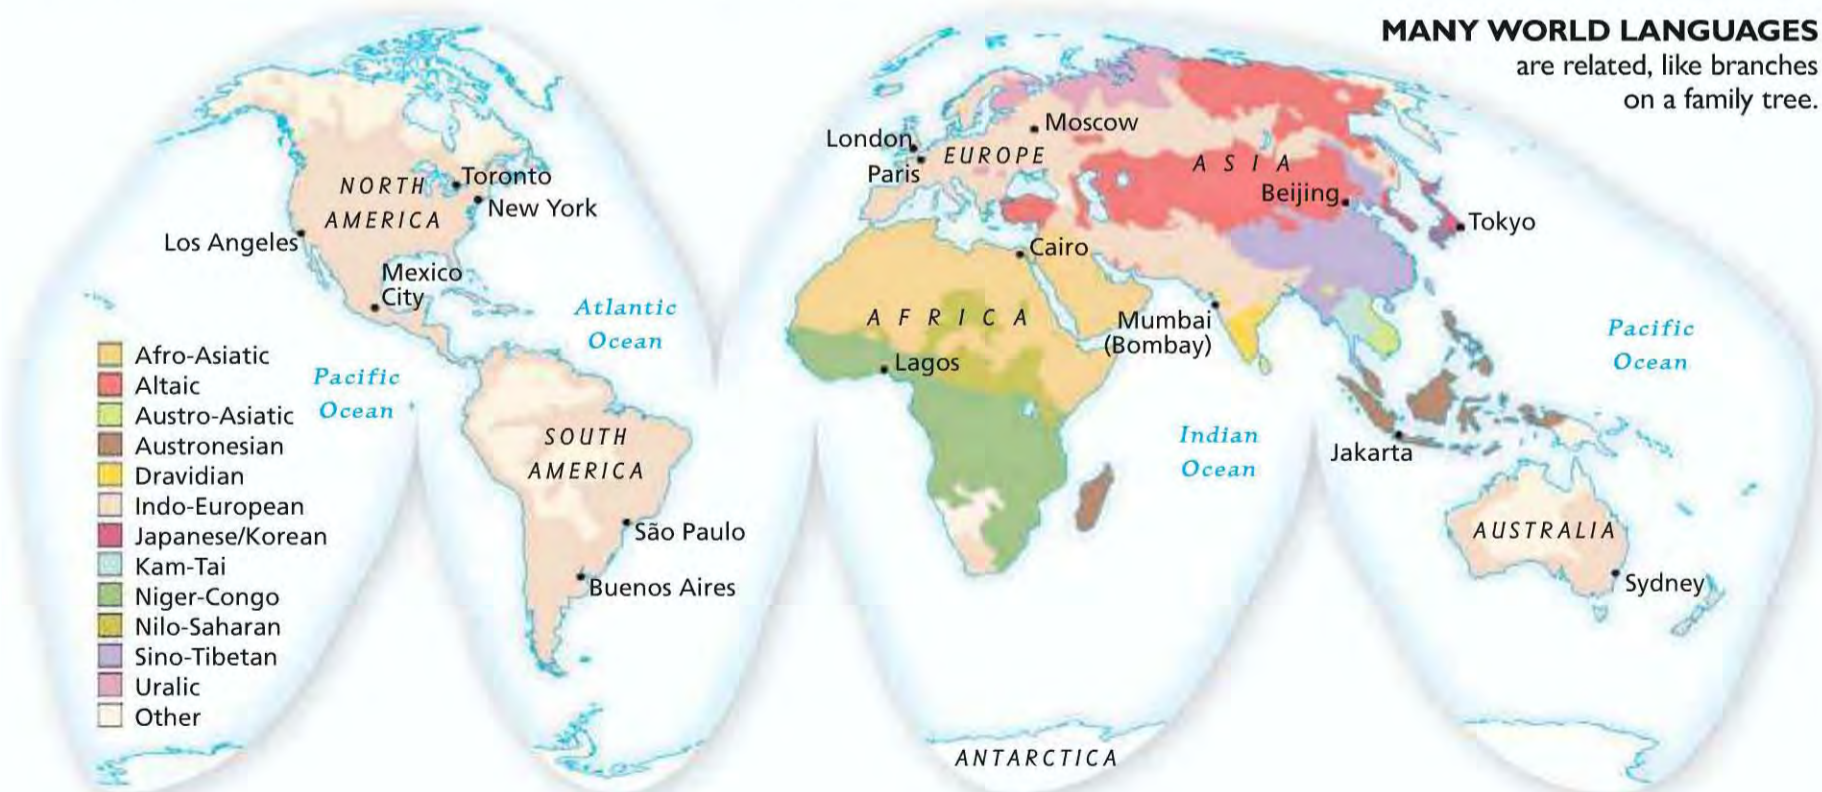 MANY WORLD LANGUAGES
are related, like branches
on a family tree.
London
Moscow
EUROPE
Paris
ASIA
Beijing
Tokyo
NORTH
AMERICA
Toronto
New York
Los Angeles
Mexico
City
Atlantic
Ocean
Cairo
AFRICA
Mumbai
(Bombay)
Lagos
Pacific
Ocean
Pacific
Ocean
Indian
Ocean
Jakarta
SOUTH
AMERICA
São Paulo
Buenos Aires
AUSTRALIA
Sydney
ANTARCTICA
Afro-Asiatic
Altaic
Austro-Asiatic
Austronesian
Dravidian
Indo-European
Japanese/Korean
Kam-Tai
Niger-Congo
Nilo-Saharan
Sino-Tibetan
Uralic
Other